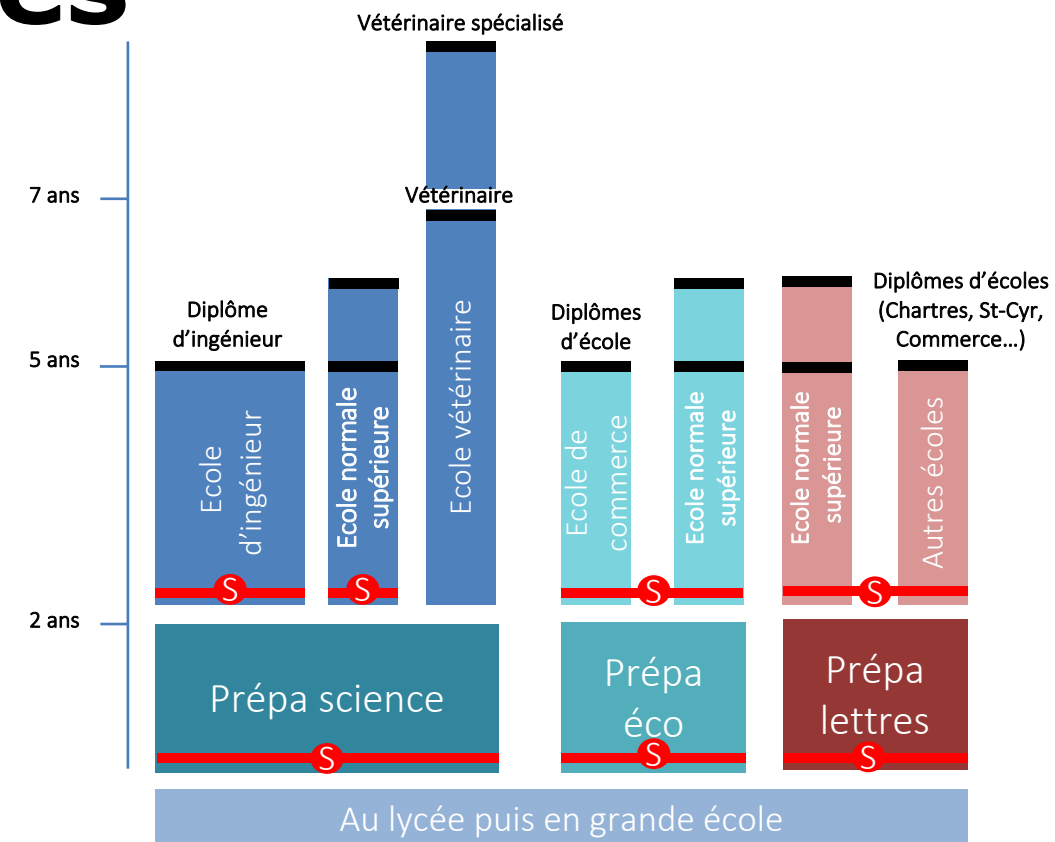 es
Vétérinaire spécialisé
7 ans
Vétérinaire
Diplôme
d'ingénieur
Diplômes
d'école
Diplômes d'écoles
(Chartres, St-Cyr,
Commerce...)
5 ans
Ecole
d'ingénieur
Ecole normale
supérieure
Ecole vétérinaire
Ecole de
commerce
Ecole normale
supérieure
Ecole normale
supérieure
Autres écoles
S
S
S
S
2 ans
Prépa science
Prépa
éco
Prépa
lettres
S
S
S
Au lycée puis en grande école